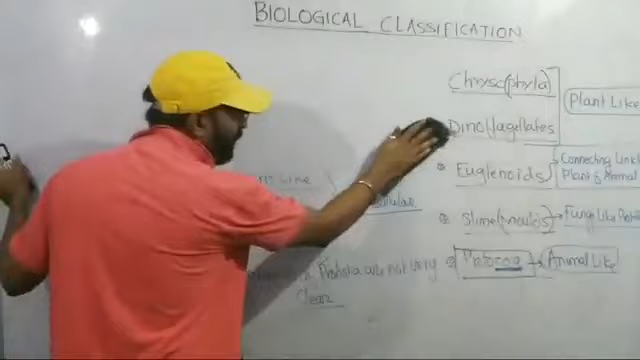 BIOLOGICAL CLASSIFICATION
Chrysophyta
Plant Like
Dinoflagellates
Euglenoids
Connecting Link
Plant & Animal
Slime moulds
Fungi Like
Protista are not very
Clear
Protozoa
Animal Like